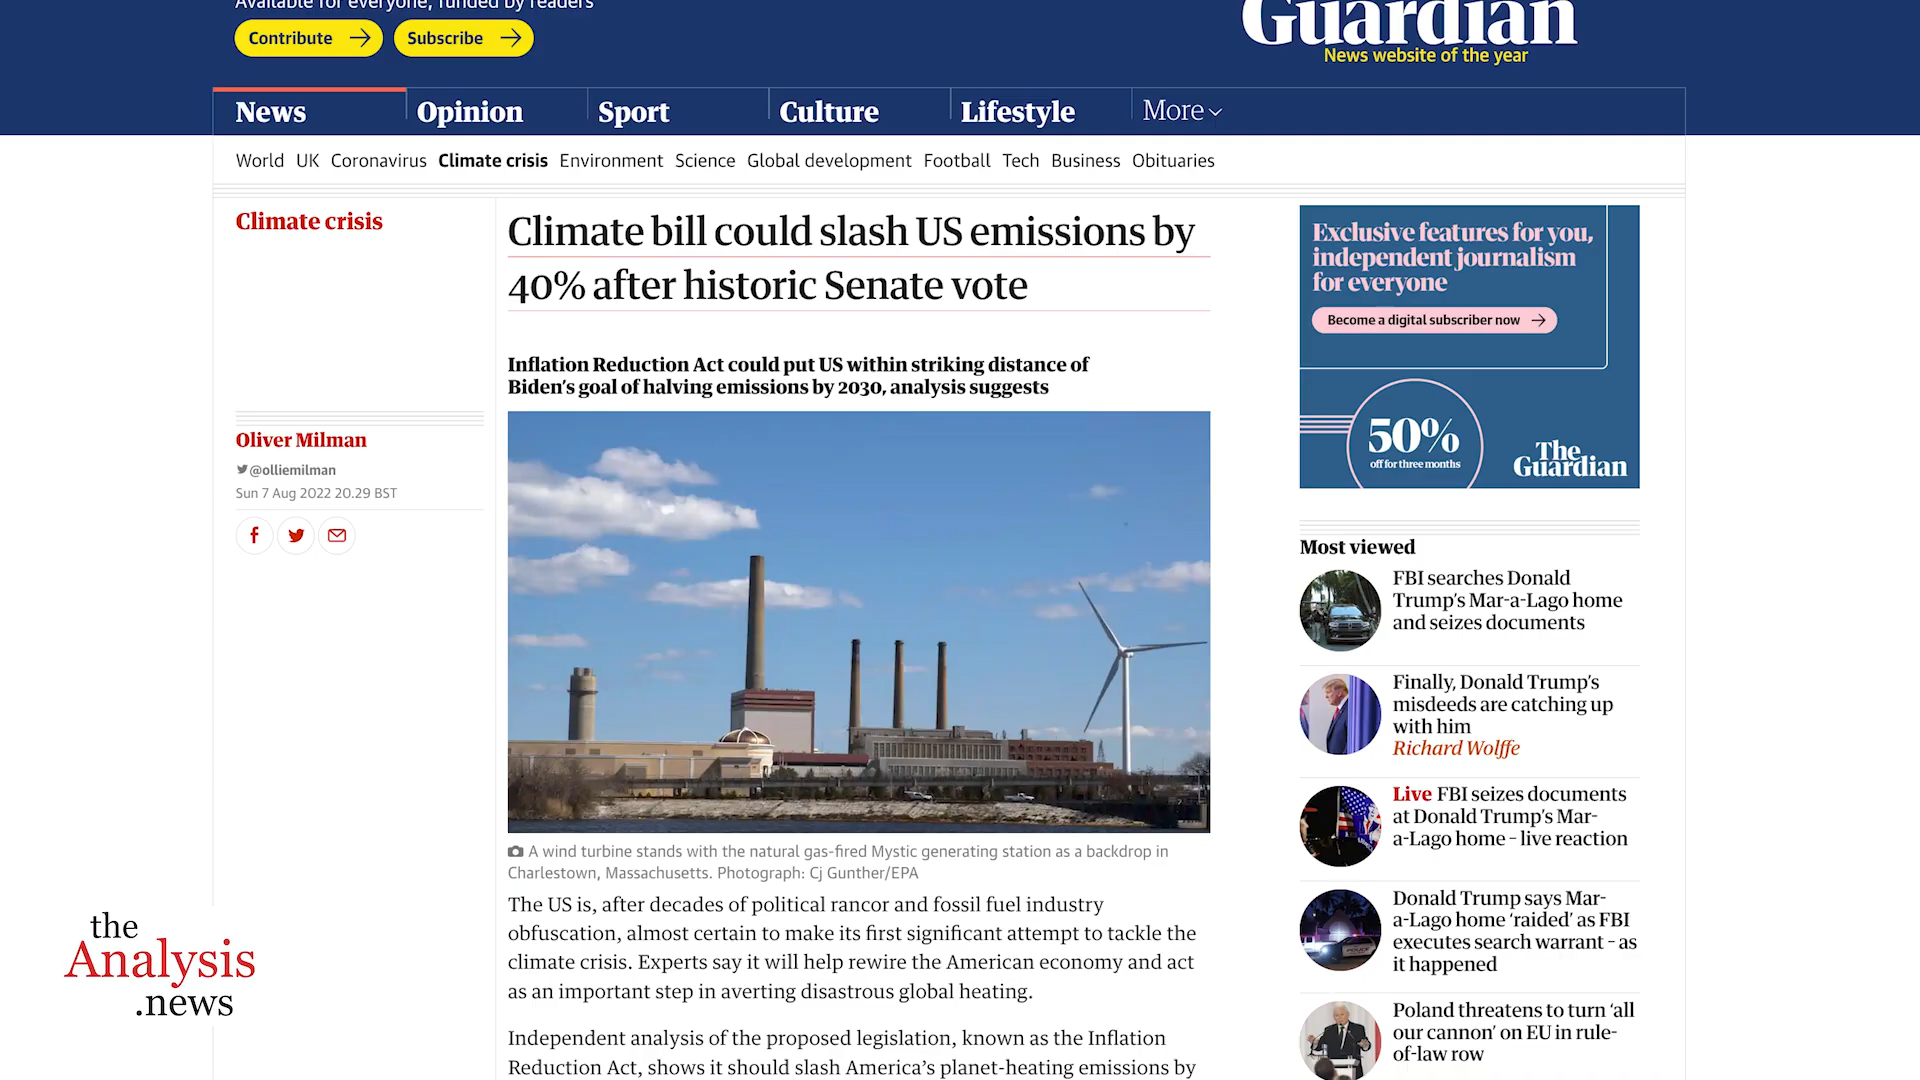 Available for everyone, funded by readers
Contribute
Subscribe
Guardian
News website of the year
News
Opinion
Sport
Culture
Lifestyle
More
World UK Coronavirus Climate crisis Environment Science Global development Football Tech Business Obituaries
Climate crisis
Climate bill could slash US emissions by
40% after historic Senate vote
Inflation Reduction Act could put US within striking distance of
Biden's goal of halving emissions by 2030, analysis suggests
Oliver Milman
@olliemilman
Sun 7 Aug 2022 20.29 BST
A wind turbine stands with the natural gas-fired Mystic generating station as a backdrop in
Charlestown, Massachusetts. Photograph: Cj Gunther/EPA
The US is, after decades of political rancor and fossil fuel industry
obfuscation, almost certain to make its first significant attempt to tackle the
climate crisis. Experts say it will help rewire the American economy and act
as an important step in averting disastrous global heating.
Independent analysis of the proposed legislation, known as the Inflation
Reduction Act, shows it should slash America's planet-heating emissions by
Exclusive features for you,
independent journalism
for everyone
Become a digital subscriber now
50%
off for three months
The
Guardian
Most viewed
FBI searches Donald
Trump's Mar-a-Lago home
and seizes documents
Finally, Donald Trump's
misdeeds are catching up
with him
Richard Wolffe
Live FBI seizes documents
at Donald Trump's Mar-
a-Lago home – live reaction
Donald Trump says Mar-
a-Lago home 'raided' as FBI
executes search warrant – as
it happened
Poland threatens to turn 'all
our cannon' on EU in rule-
of-law row
the
Analysis
.news